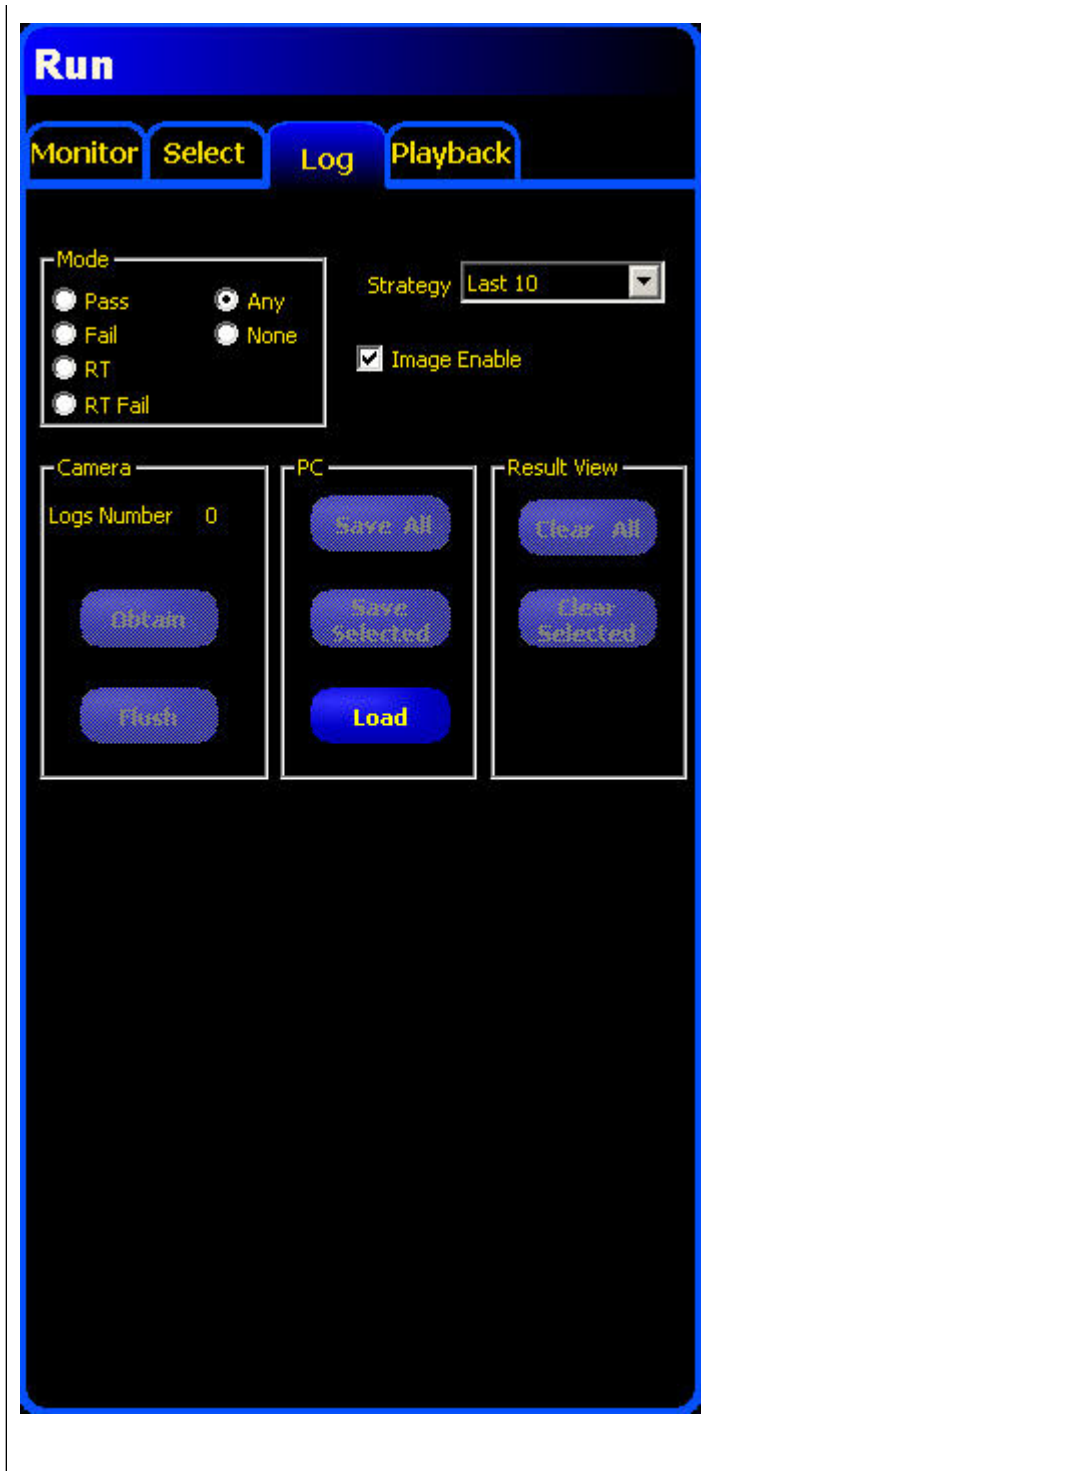 Run
Monitor Select Log Playback
Mode
Pass Any
Fail None
RT
RT Fail
Strategy Last 10
Image Enable
Camera
Logs Number 0
Obtain
Flush
PC
Save All
Save
Selected
Load
Result View
Clear All
Clear
Selected